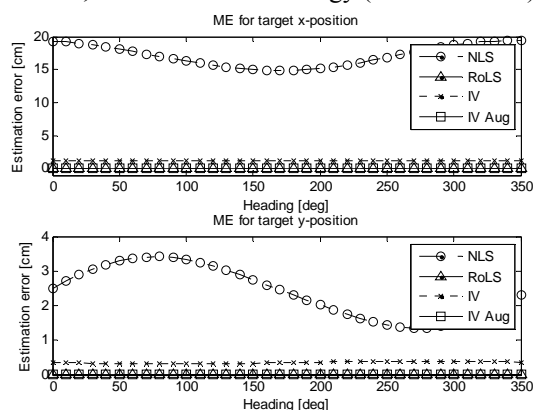 ME for target x-position
20
15
10
5
0
Estimation error [cm]
NLS
RoLS
IV
IV Aug
0 50 100 150 200 250 300 350
Heading [deg]
ME for target y-position
4
3
2
1
0
Estimation error [cm]
NLS
RoLS
IV
IV Aug
0 50 100 150 200 250 300 350
Heading [deg]